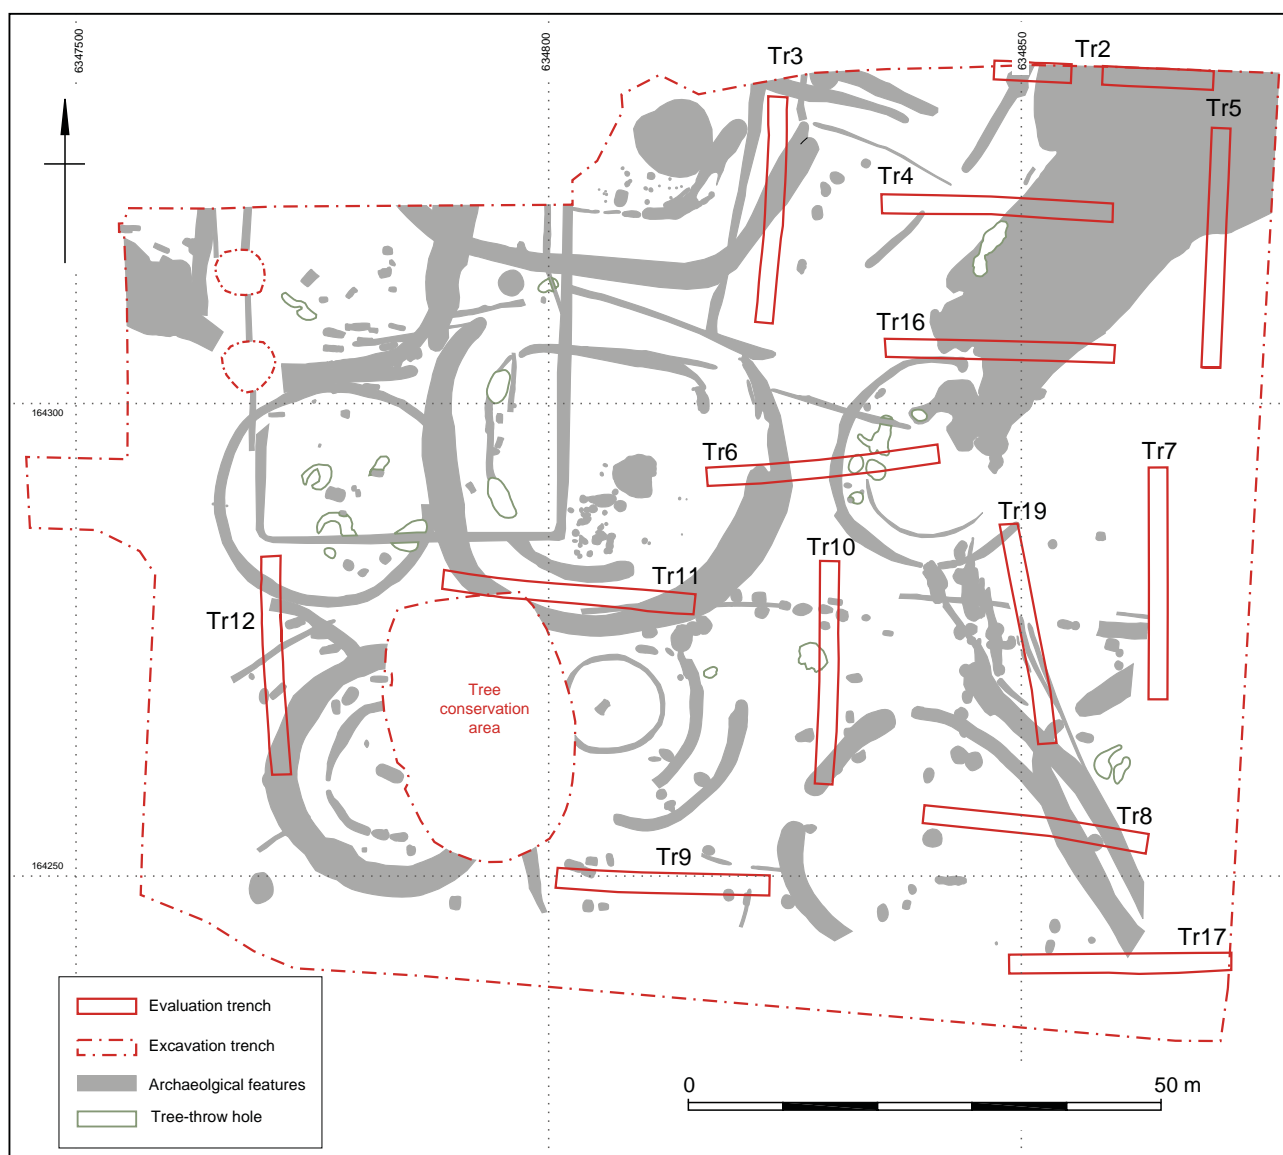 6347500
634800
634850
Tr3
Tr2
Tr5
Tr4
Tr16
164300
Tr6
Tr7
Tr19
Tr10
Tr11
Tr12
Tree
conservation
area
Tr8
Tr9
164250
Tr17
Evaluation trench
Excavation trench
Archaeolgical features
Tree-throw hole
0 50 m